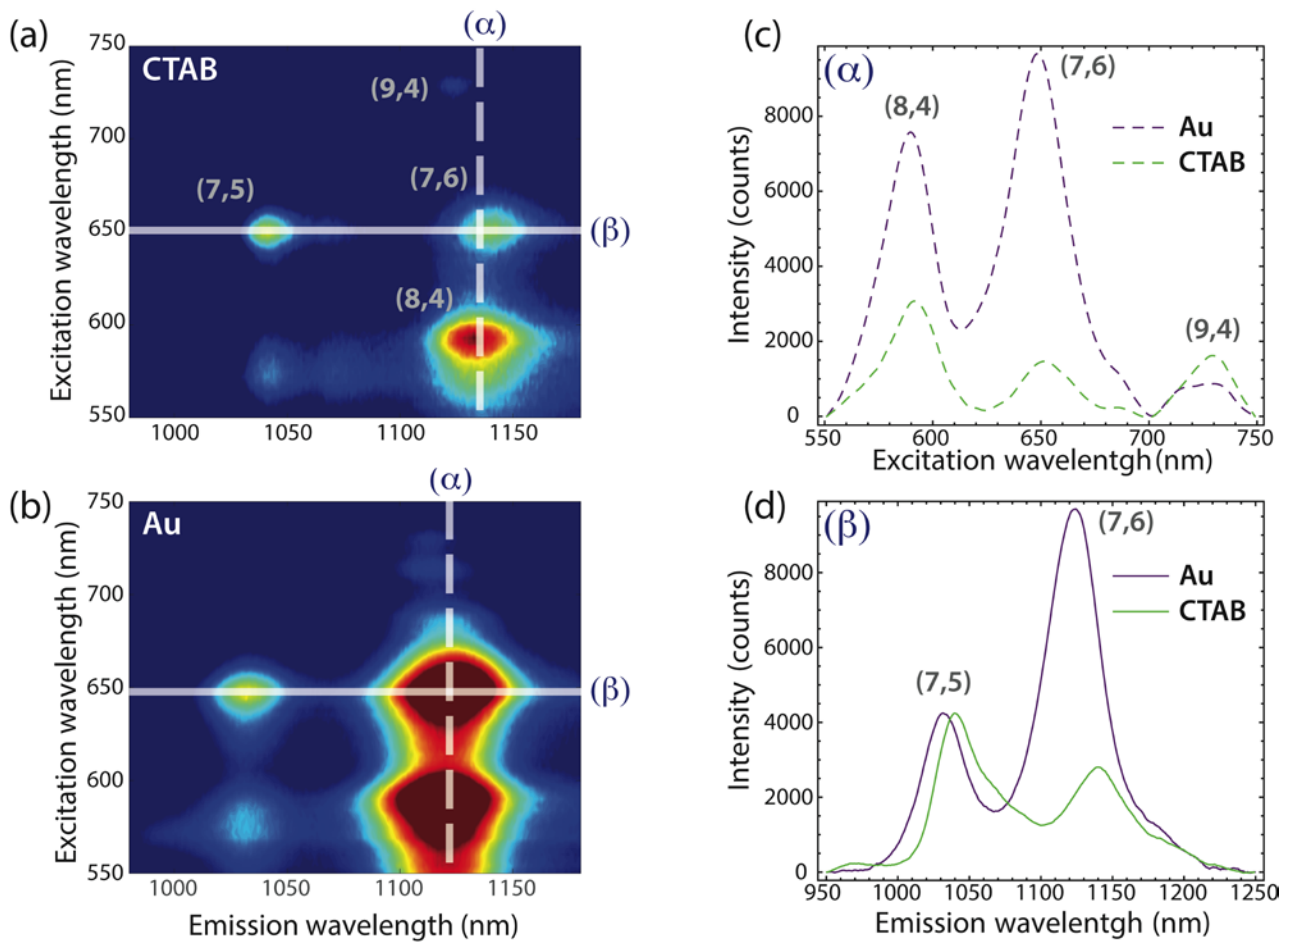 (a)
(α)
750
CTAB
(9,4)
700
(7,5)
(7,6)
650
(β)
600
(8,4)
550
1000
1050
1100
1150
Excitation wavelength (nm)
(b)
(α)
750
Au
700
650
(β)
600
550
1000
1050
1100
1150
Excitation wavelength (nm)
Emission wavelength (nm)
(c)
(α)
(8,4)
(7,6)
Au
CTAB
(9,4)
8000
6000
4000
2000
0
550
600
650
700
750
Intensity (counts)
Excitation wavelentgh (nm)
(d)
(β)
(7,6)
Au
CTAB
(7,5)
8000
6000
4000
2000
0
950
1000
1050
1100
1150
1200
1250
Intensity (counts)
Emission wavelentgh (nm)